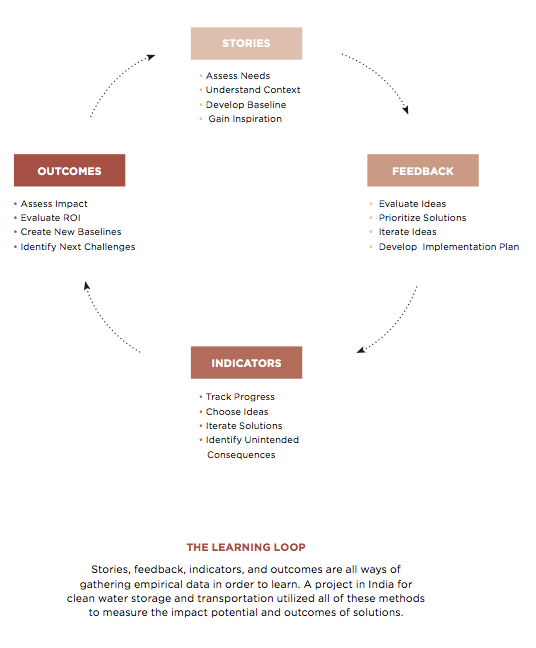 STORIES
• Assess Needs
• Understand Context
• Develop Baseline
• Gain Inspiration
OUTCOMES
• Assess Impact
• Evaluate ROI
• Create New Baselines
• Identify Next Challenges
FEEDBACK
• Evaluate Ideas
• Prioritize Solutions
• Iterate Ideas
• Develop Implementation Plan
INDICATORS
• Track Progress
• Choose Ideas
• Iterate Solutions
• Identify Unintended
Consequences
THE LEARNING LOOP
Stories, feedback, indicators, and outcomes are all ways of
gathering empirical data in order to learn. A project in India for
clean water storage and transportation utilized all of these methods
to measure the impact potential and outcomes of solutions.